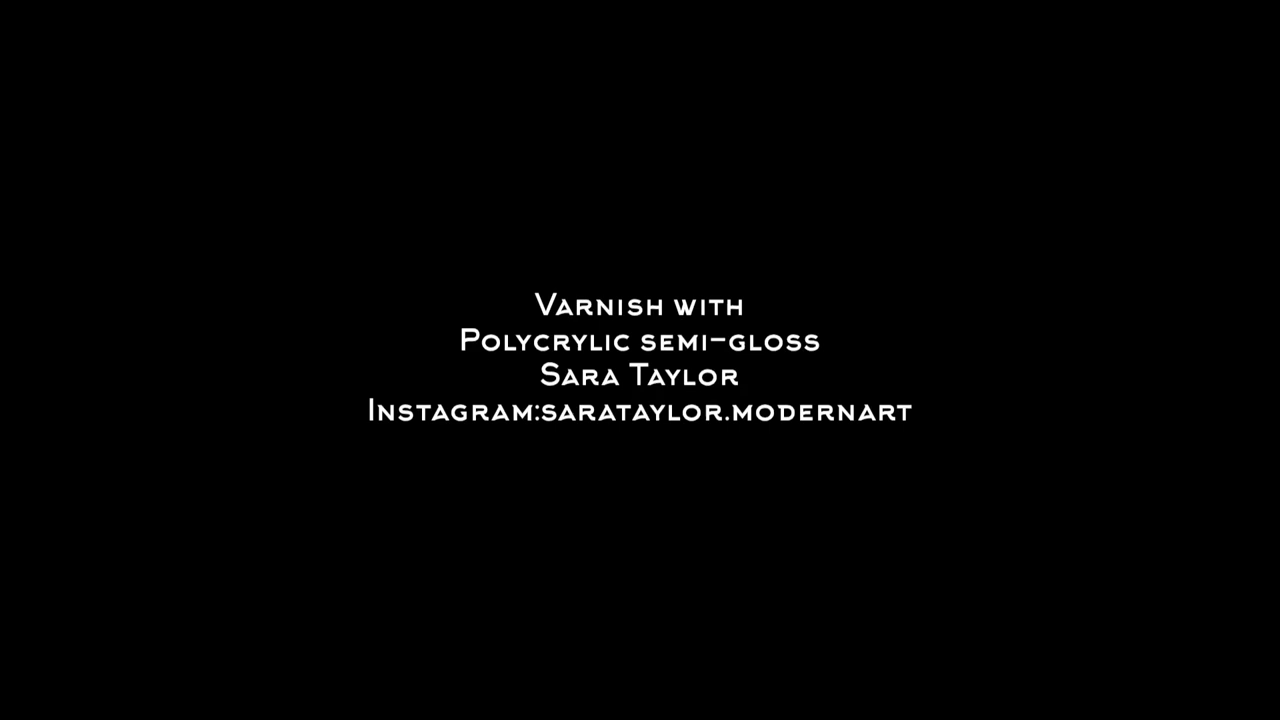 Varnish with
Polycrylic semi-gloss
Sara Taylor
Instagram:sarataylor.modernart